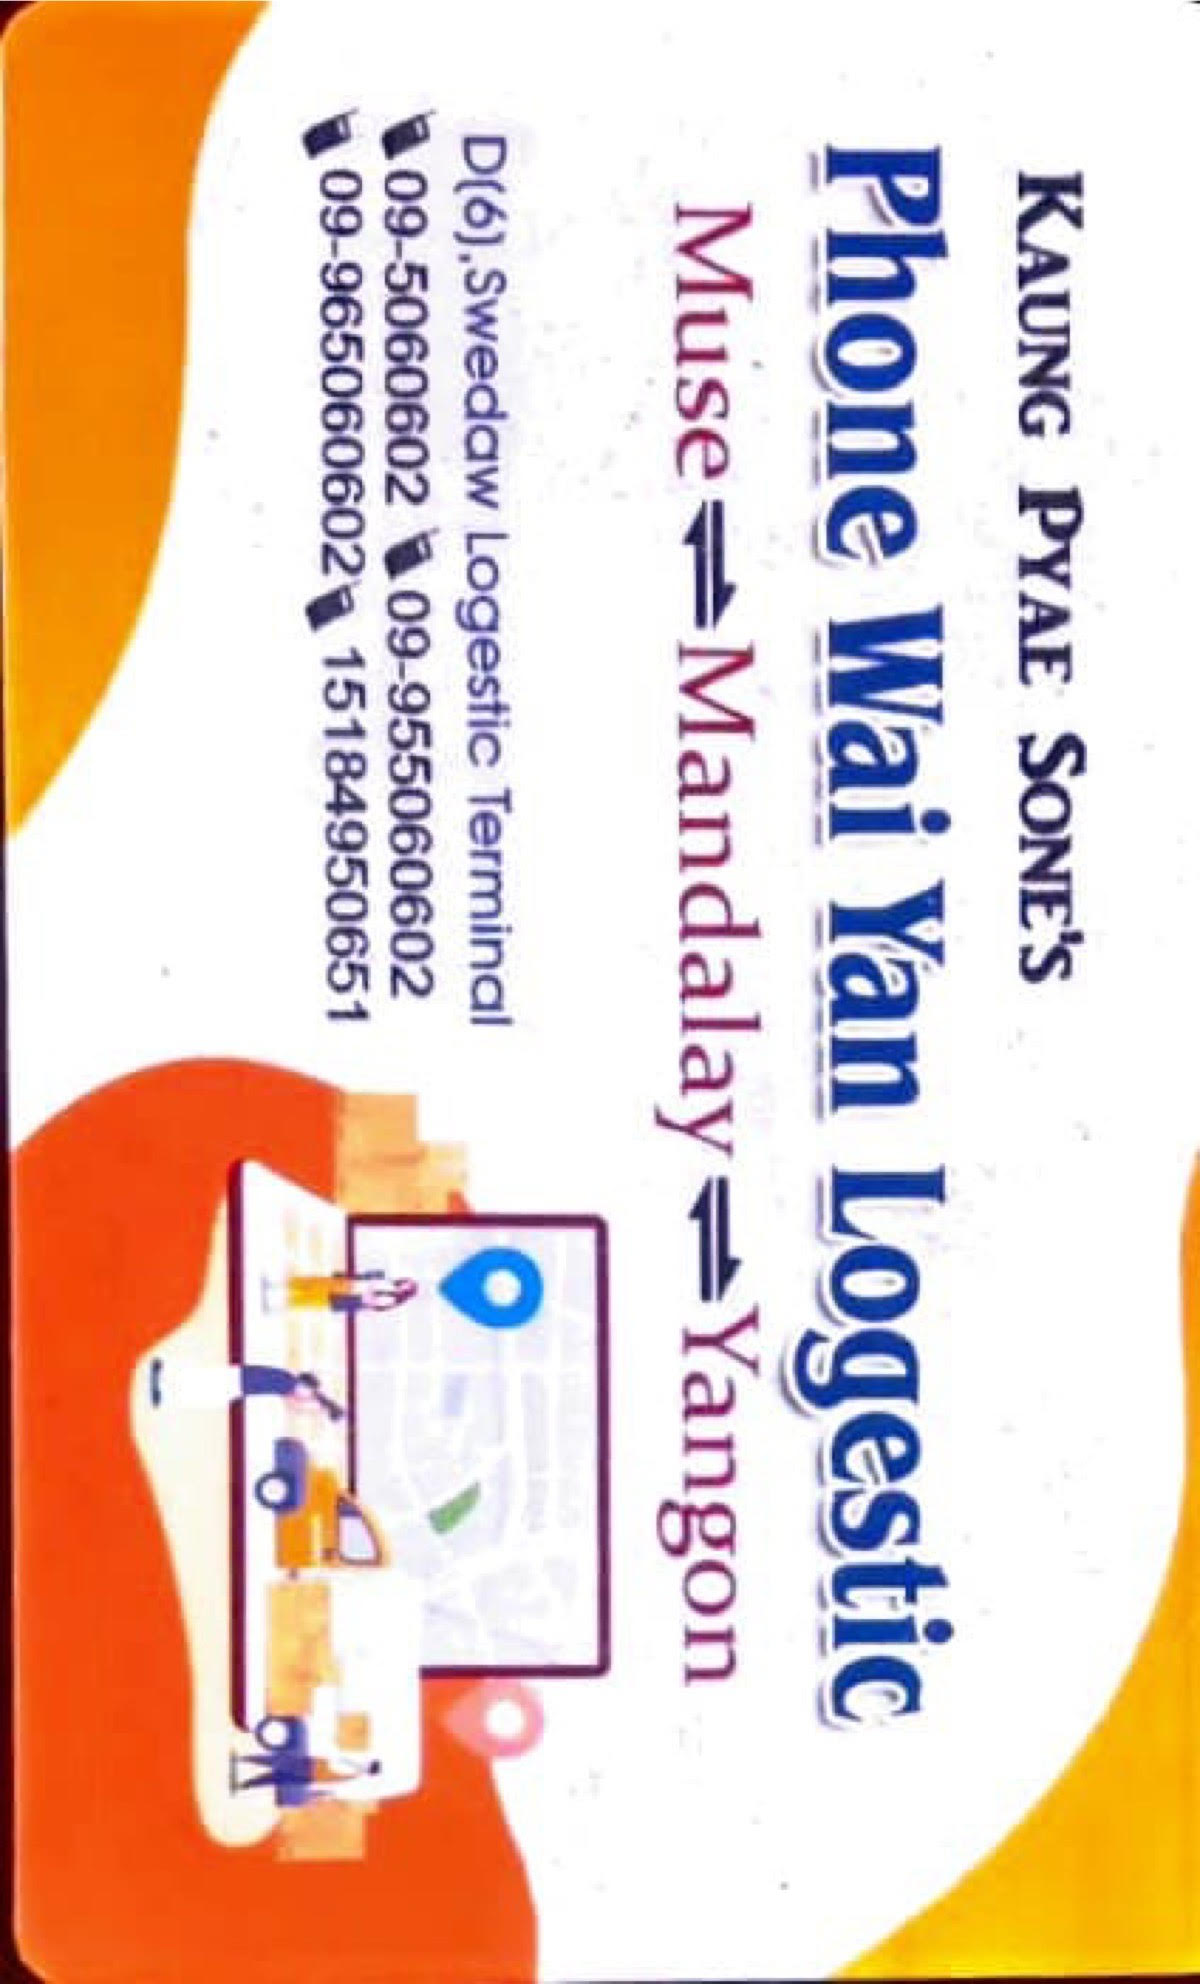 KAUNG PYAE SONE'S
Phone Wai Yan Logestic
Muse ⇌ Mandalay ⇌ Yangon
D(6),Swedaw Logestic Terminal
09-5060602 09-955060602
09-965060602 15184950651